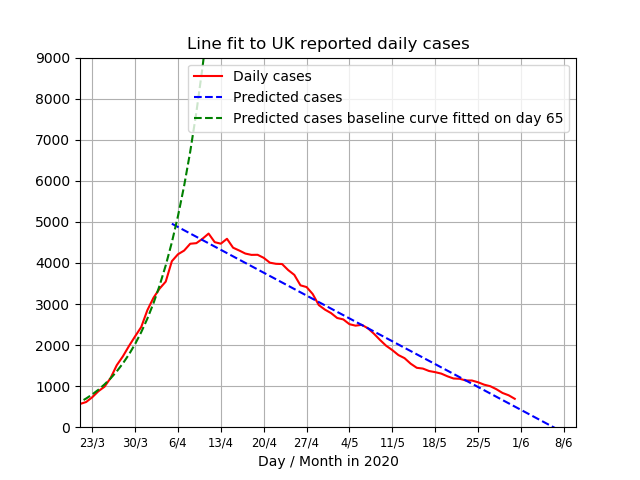 Line fit to UK reported daily cases
9000
8000
7000
6000
5000
4000
3000
2000
1000
0
Daily cases
Predicted cases
Predicted cases baseline curve fitted on day 65
23/3 30/3 6/4 13/4 20/4 27/4 4/5 11/5 18/5 25/5 1/6 8/6
Day / Month in 2020